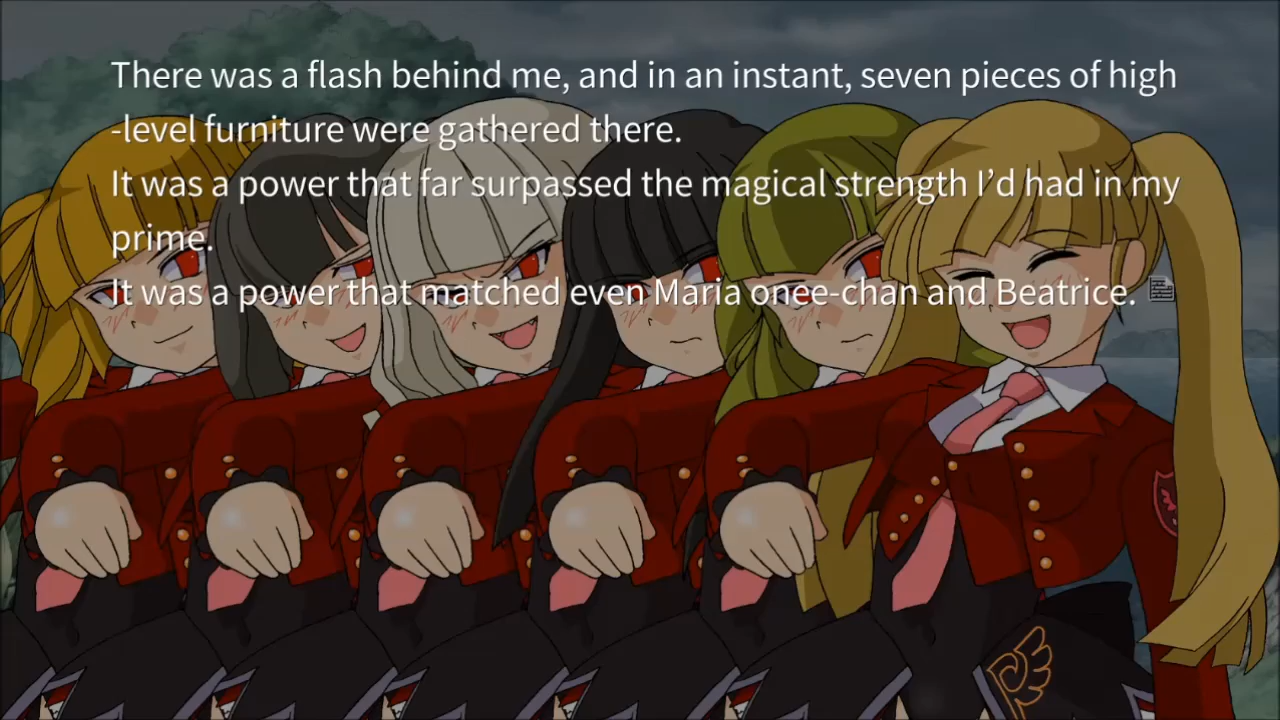 There was a flash behind me, and in an instant, seven pieces of high
-level furniture were gathered there.
It was a power that far surpassed the magical strength I’d had in my
prime.
It was a power that matched even Maria onee-chan and Beatrice.